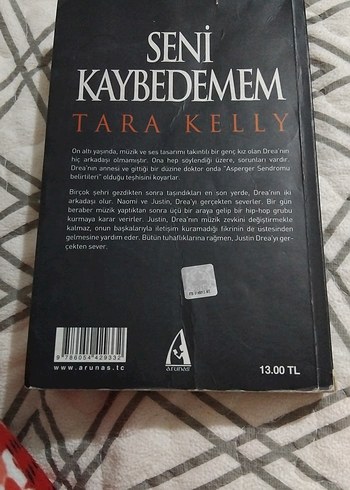 SENİ
KAYBEDEMEM
TARA KELLY
On altı yaşında, müzik ve ses tasarımı takıntılı bir genç kız olan Drea'nın
hiç arkadaşı olmamıştır. Ona hep söylendiği üzere, sorunları vardır.
Drea'nın annesi ve gittiği bir düzine doktor onda "Asperger Sendromu
belirtileri" olduğu teşhisini koyarlar.
Birçok şehri gezdikten sonra taşındıkları en son yerde, Drea'nın iki
arkadaşı olur. Naomi ve Justin, Drea'yı gerçekten severler. Bir gün
beraber müzik yaptıktan sonra üçü bir araya gelip bir hip-hop grubu
kurmaya karar verirler. Justin, Drea'nın müzik zevkini değiştirmekle
kalmaz, onun başkalarıyla iletişim kuramadığı fikrinin de üstesinden
gelmesine yardım eder. Bütün tuhaflıklarına rağmen, Justin Drea'yı ger-
çekten sever.
9 786054 429332
www.arunas.tc
arunas
13.00 TL